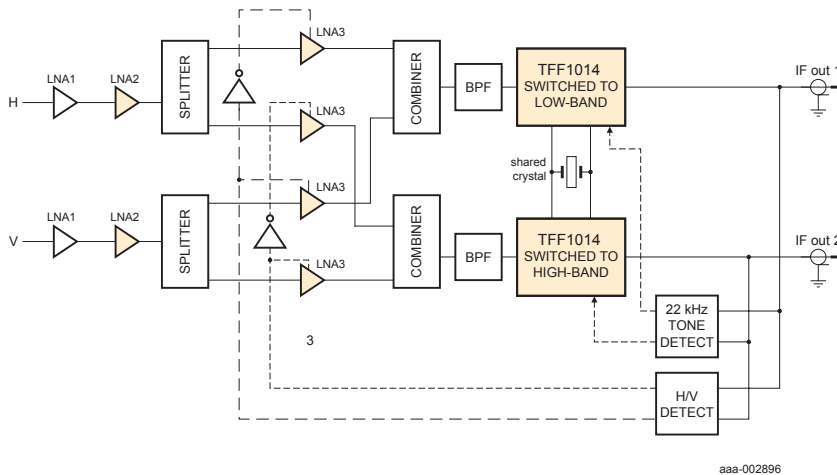 LNA3
LNA1
LNA2
H
SPLITTER
COMBINER
BPF
TFF1014
SWITCHED TO
LOW-BAND
IF out 1
LNA3
shared
crystal
LNA1
LNA2
V
SPLITTER
LNA3
COMBINER
BPF
TFF1014
SWITCHED TO
HIGH-BAND
IF out 2
LNA3
3
22 kHz
TONE
DETECT
H/V
DETECT
aaa-002896